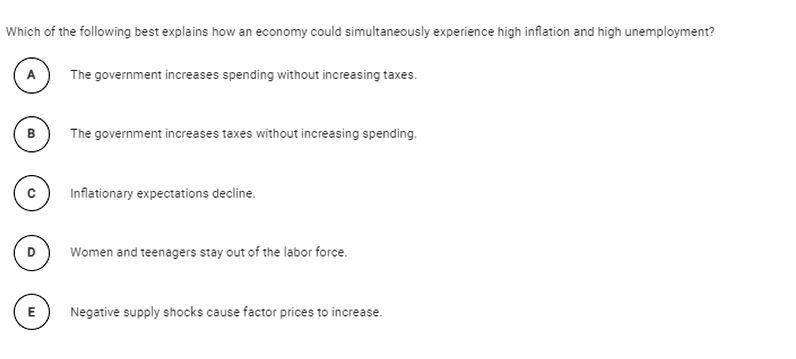 Which of the following best explains how an economy could simultaneously experience high inflation and high unemployment?
A The government increases spending without increasing taxes.
B The government increases taxes without increasing spending.
C Inflationary expectations decline.
D Women and teenagers stay out of the labor force.
E Negative supply shocks cause factor prices to increase.